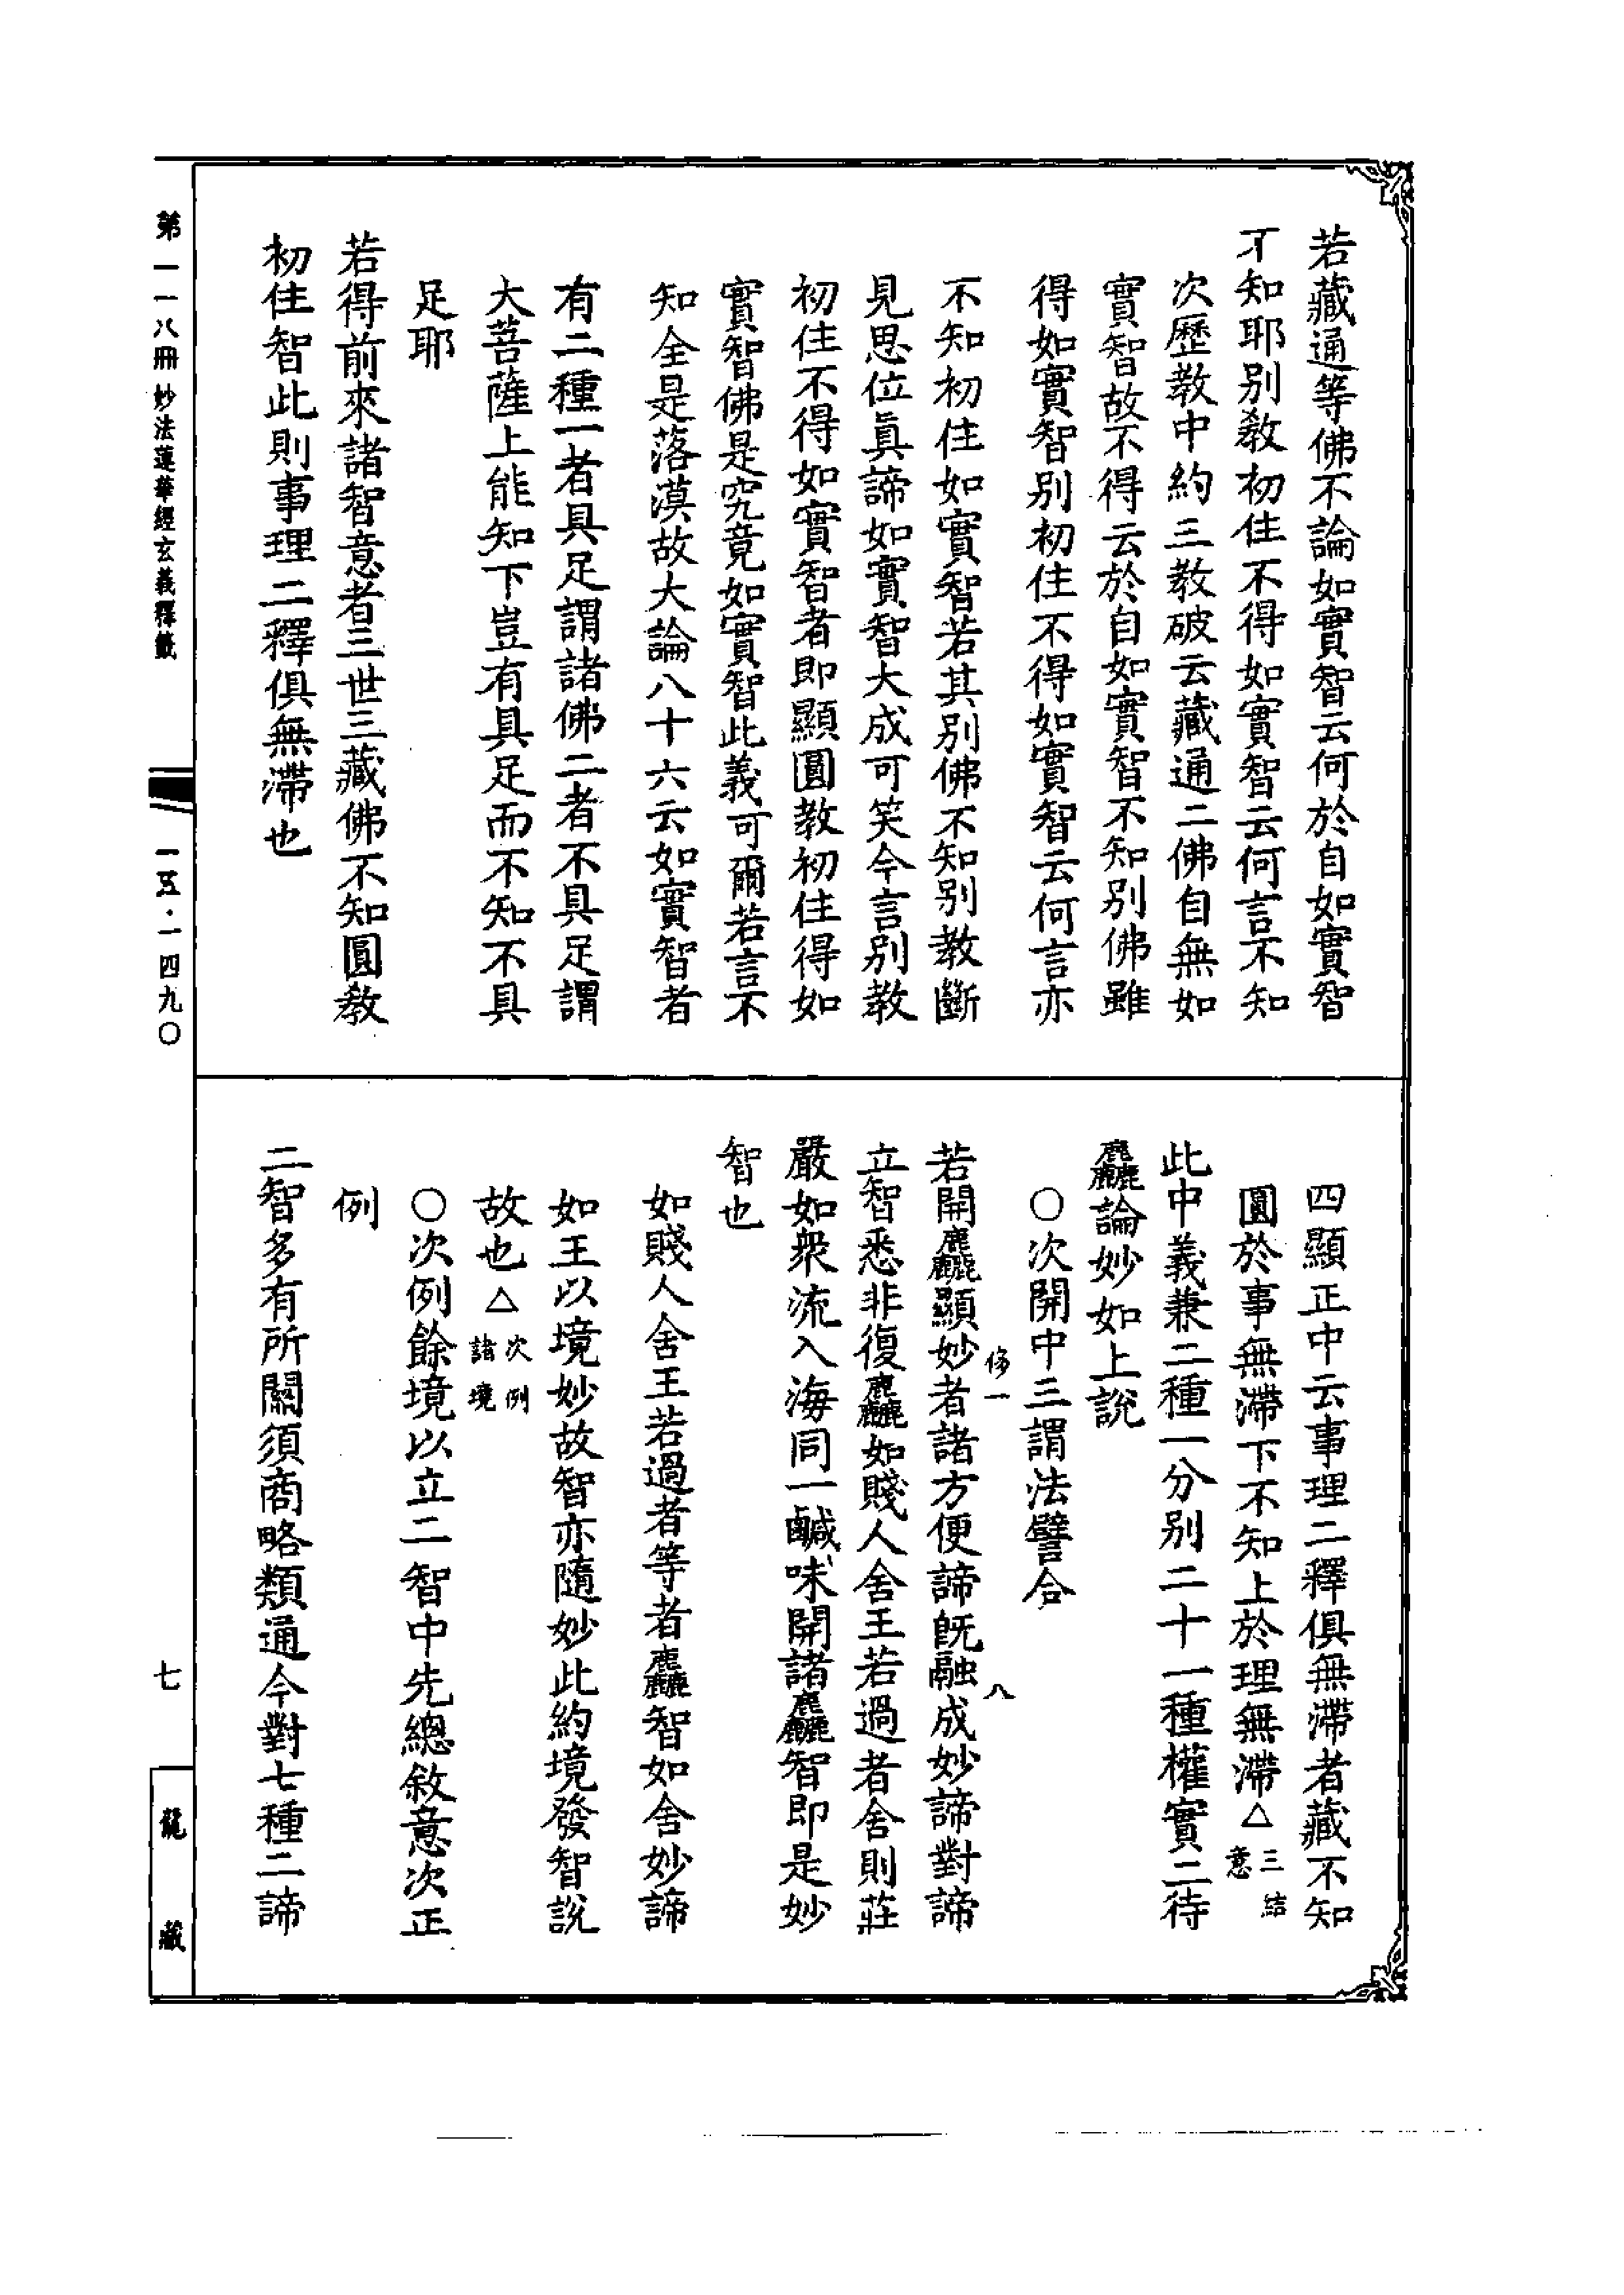 若藏通等佛不論如實智云何於自如實智
不知耶別教初住不得如實智云何言不知
次歷教中約三教破云藏通二佛自無如
實智故不得云於自如實智不知別佛雖
得如實智別初住不得如實智云何言亦
不知初住如實智若其別佛不知別教斷
見思位真諦如實智大成可笑今言別教
初住不得如實智者即顯圓教初住得如
實智佛是究竟如實智此義可爾若言不
知全是落漠故大論八十六云如實智者
有二種一者具足謂諸佛二者不具足謂
大菩薩上能知下豈有具足而不知不具
足耶
若得前來諸智意者三世三藏佛不知圓教
初住智此則事理二釋俱無滯也
四顯正中云事理二釋俱無滯者藏不知
圓於事無滯下不知上於理無滯△三結意
此中義兼二種一分別二十一種權實二待
麤論妙如上說
○次開中三謂法譬合
若開麤顯妙者諸方便諦既融成妙諦對諦
立智悉非復麤如賤人舍王若過者舍則莊
嚴如眾流入海同一鹹味開諸麤智即是妙
智也
如賤人舍王若過者等者麤智如舍妙諦
如王以境妙故智亦隨妙此約境發智說
故也△次例諸境
○次例餘境以立二智中先總敘意次正
例
二智多有所關須商略類通今對七種二諦
侈一
八
第一一八冊 妙法蓮華經玄義釋籤
一五·一四九〇
七
龍藏